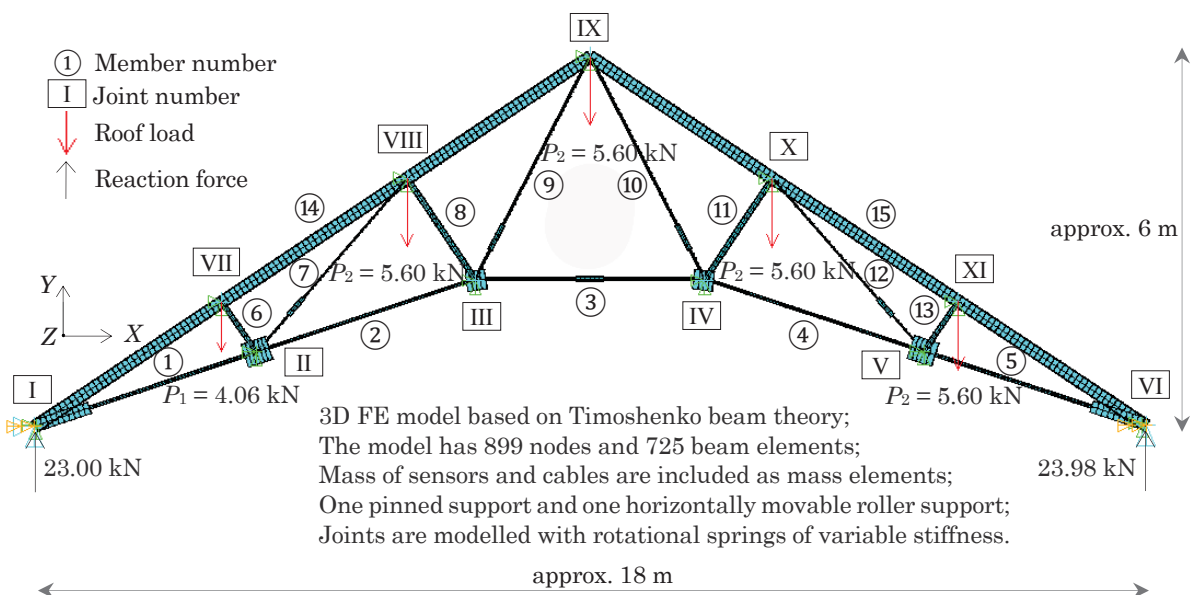 IX
① Member number
I Joint number
Roof load
Reaction force
VIII
X
P₂ = 5.60 kN
⑨
⑩
⑧
⑪
⑭
⑮
approx. 6 m
VII
⑦
P₂ = 5.60 kN
P₂ = 5.60 kN
⑫
XI
Y
Z
X
⑥
③
⑬
III
IV
②
④
①
II
V
⑤
I
VI
P₁ = 4.06 kN
P₂ = 5.60 kN
3D FE model based on Timoshenko beam theory;
The model has 899 nodes and 725 beam elements;
23.00 kN
23.98 kN
Mass of sensors and cables are included as mass elements;
One pinned support and one horizontally movable roller support;
Joints are modelled with rotational springs of variable stiffness.
approx. 18 m